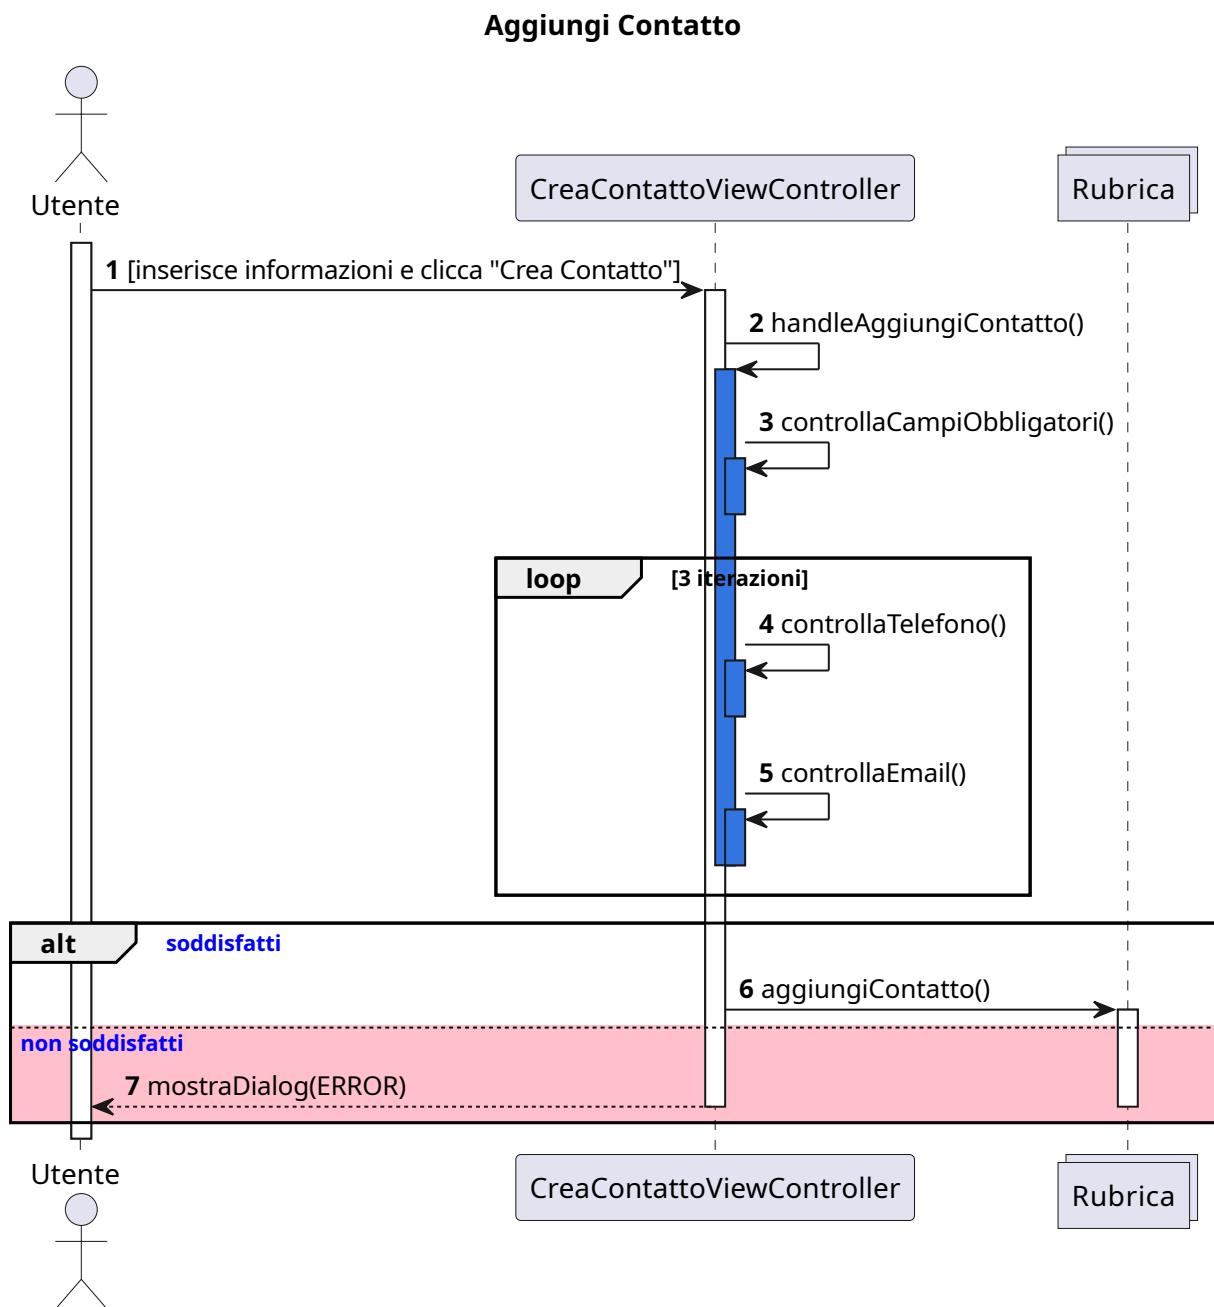 Aggiungi Contatto
Utente
CreaContattoViewController
Rubrica
1 [inserisce informazioni e clicca "Crea Contatto"]
2 handleAggiungiContatto()
3 controllaCampiObbligatori()
loop [3 iterazioni]
4 controllaTelefono()
5 controllaEmail()
alt soddisfatti
6 aggiungiContatto()
non soddisfatti
7 mostraDialog(ERROR)
Utente
CreaContattoViewController
Rubrica